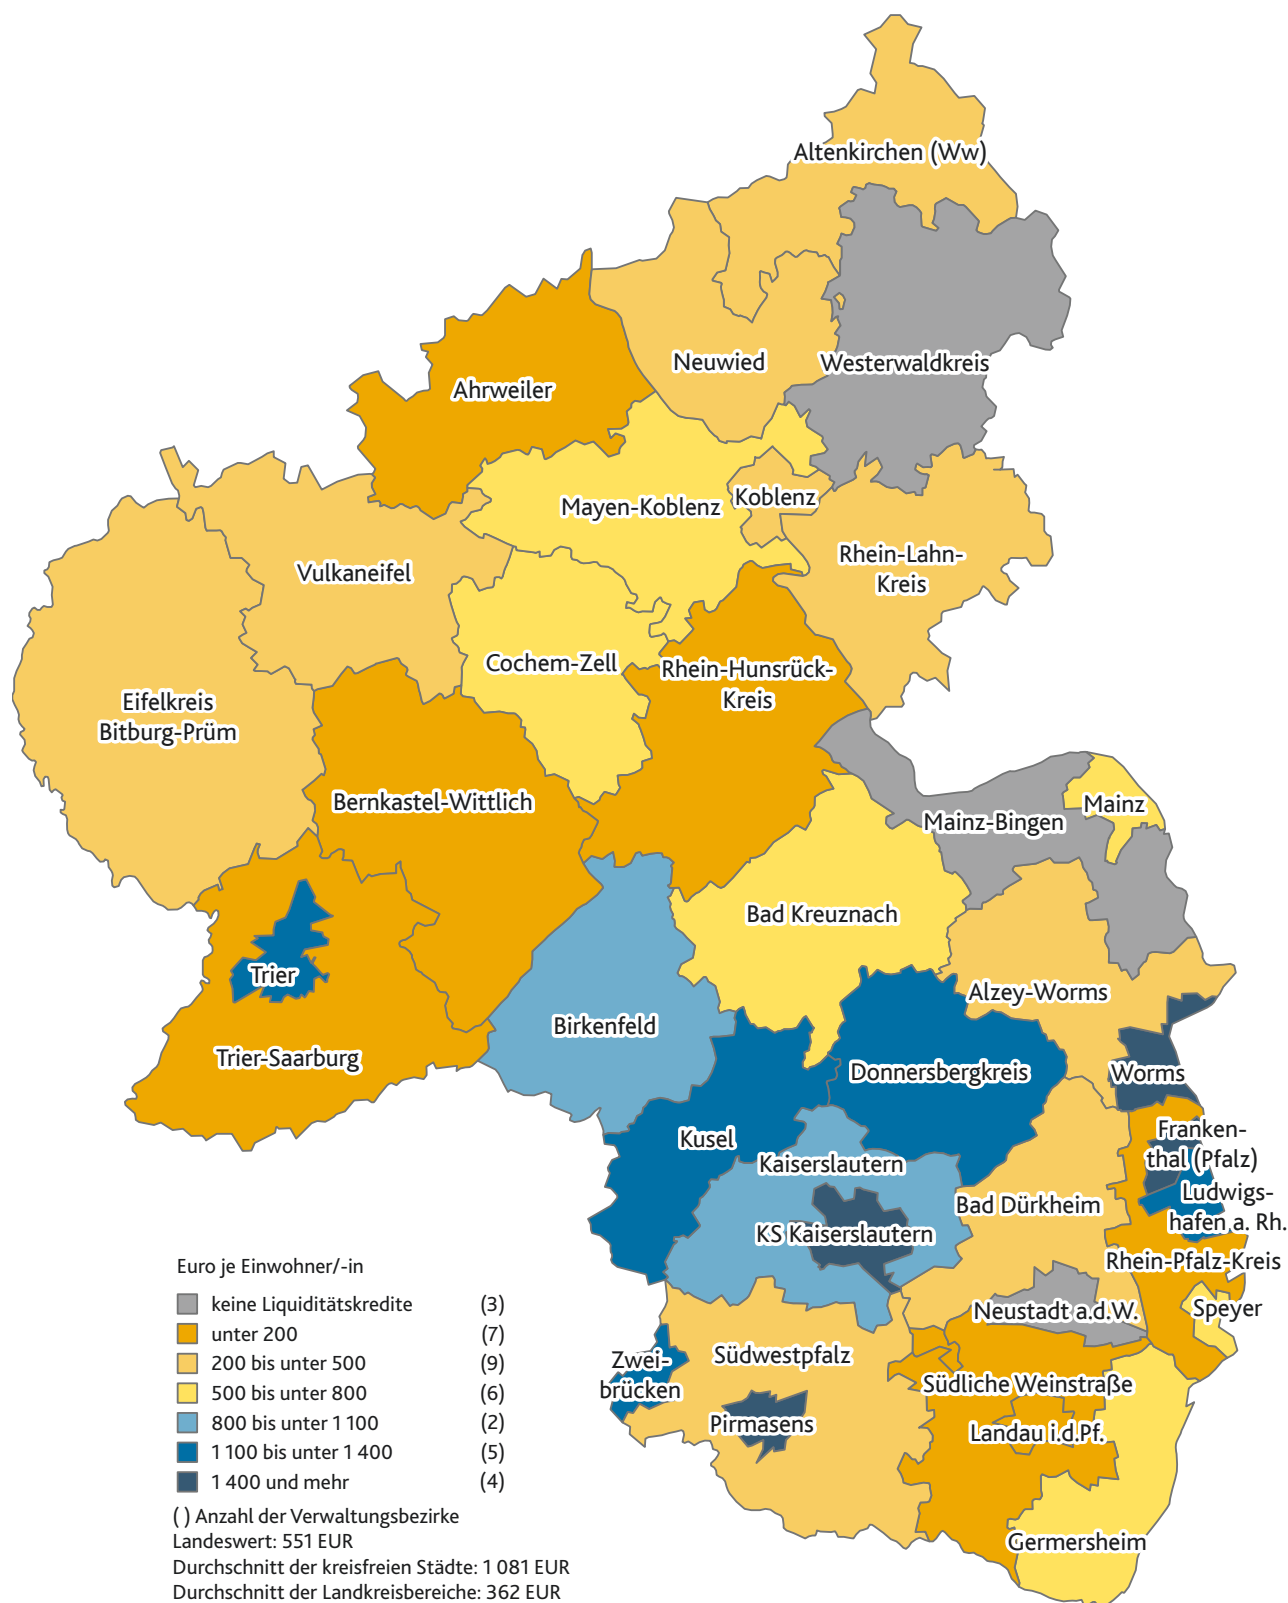 Altenkirchen (Ww)
Neuwied
Westerwaldkreis
Ahrweiler
Koblenz
Mayen-Koblenz
Rhein-Lahn-
Kreis
Vulkaneifel
Cochem-Zell
Rhein-Hunsrück-
Kreis
Eifelkreis
Bitburg-Prüm
Bernkastel-Wittlich
Mainz
Mainz-Bingen
Bad Kreuznach
Trier
Alzey-Worms
Birkenfeld
Trier-Saarburg
Donnersbergkreis
Worms
Kusel
Franken-
thal (Pfalz)
Kaiserslautern
Ludwigs-
hafen a. Rh.
Bad Dürkheim
KS Kaiserslautern
Rhein-Pfalz-Kreis
Neustadt a.d.W.
Speyer
Zwei-
brücken
Südwestpfalz
Südliche Weinstraße
Pirmasens
Landau i.d.Pf.
Germersheim
Euro je Einwohner/-in
keine Liquiditätskredite (3)
unter 200 (7)
200 bis unter 500 (9)
500 bis unter 800 (6)
800 bis unter 1 100 (2)
1 100 bis unter 1 400 (5)
1 400 und mehr (4)
( ) Anzahl der Verwaltungsbezirke
Landeswert: 551 EUR
Durchschnitt der kreisfreien Städte: 1 081 EUR
Durchschnitt der Landkreisbereiche: 362 EUR